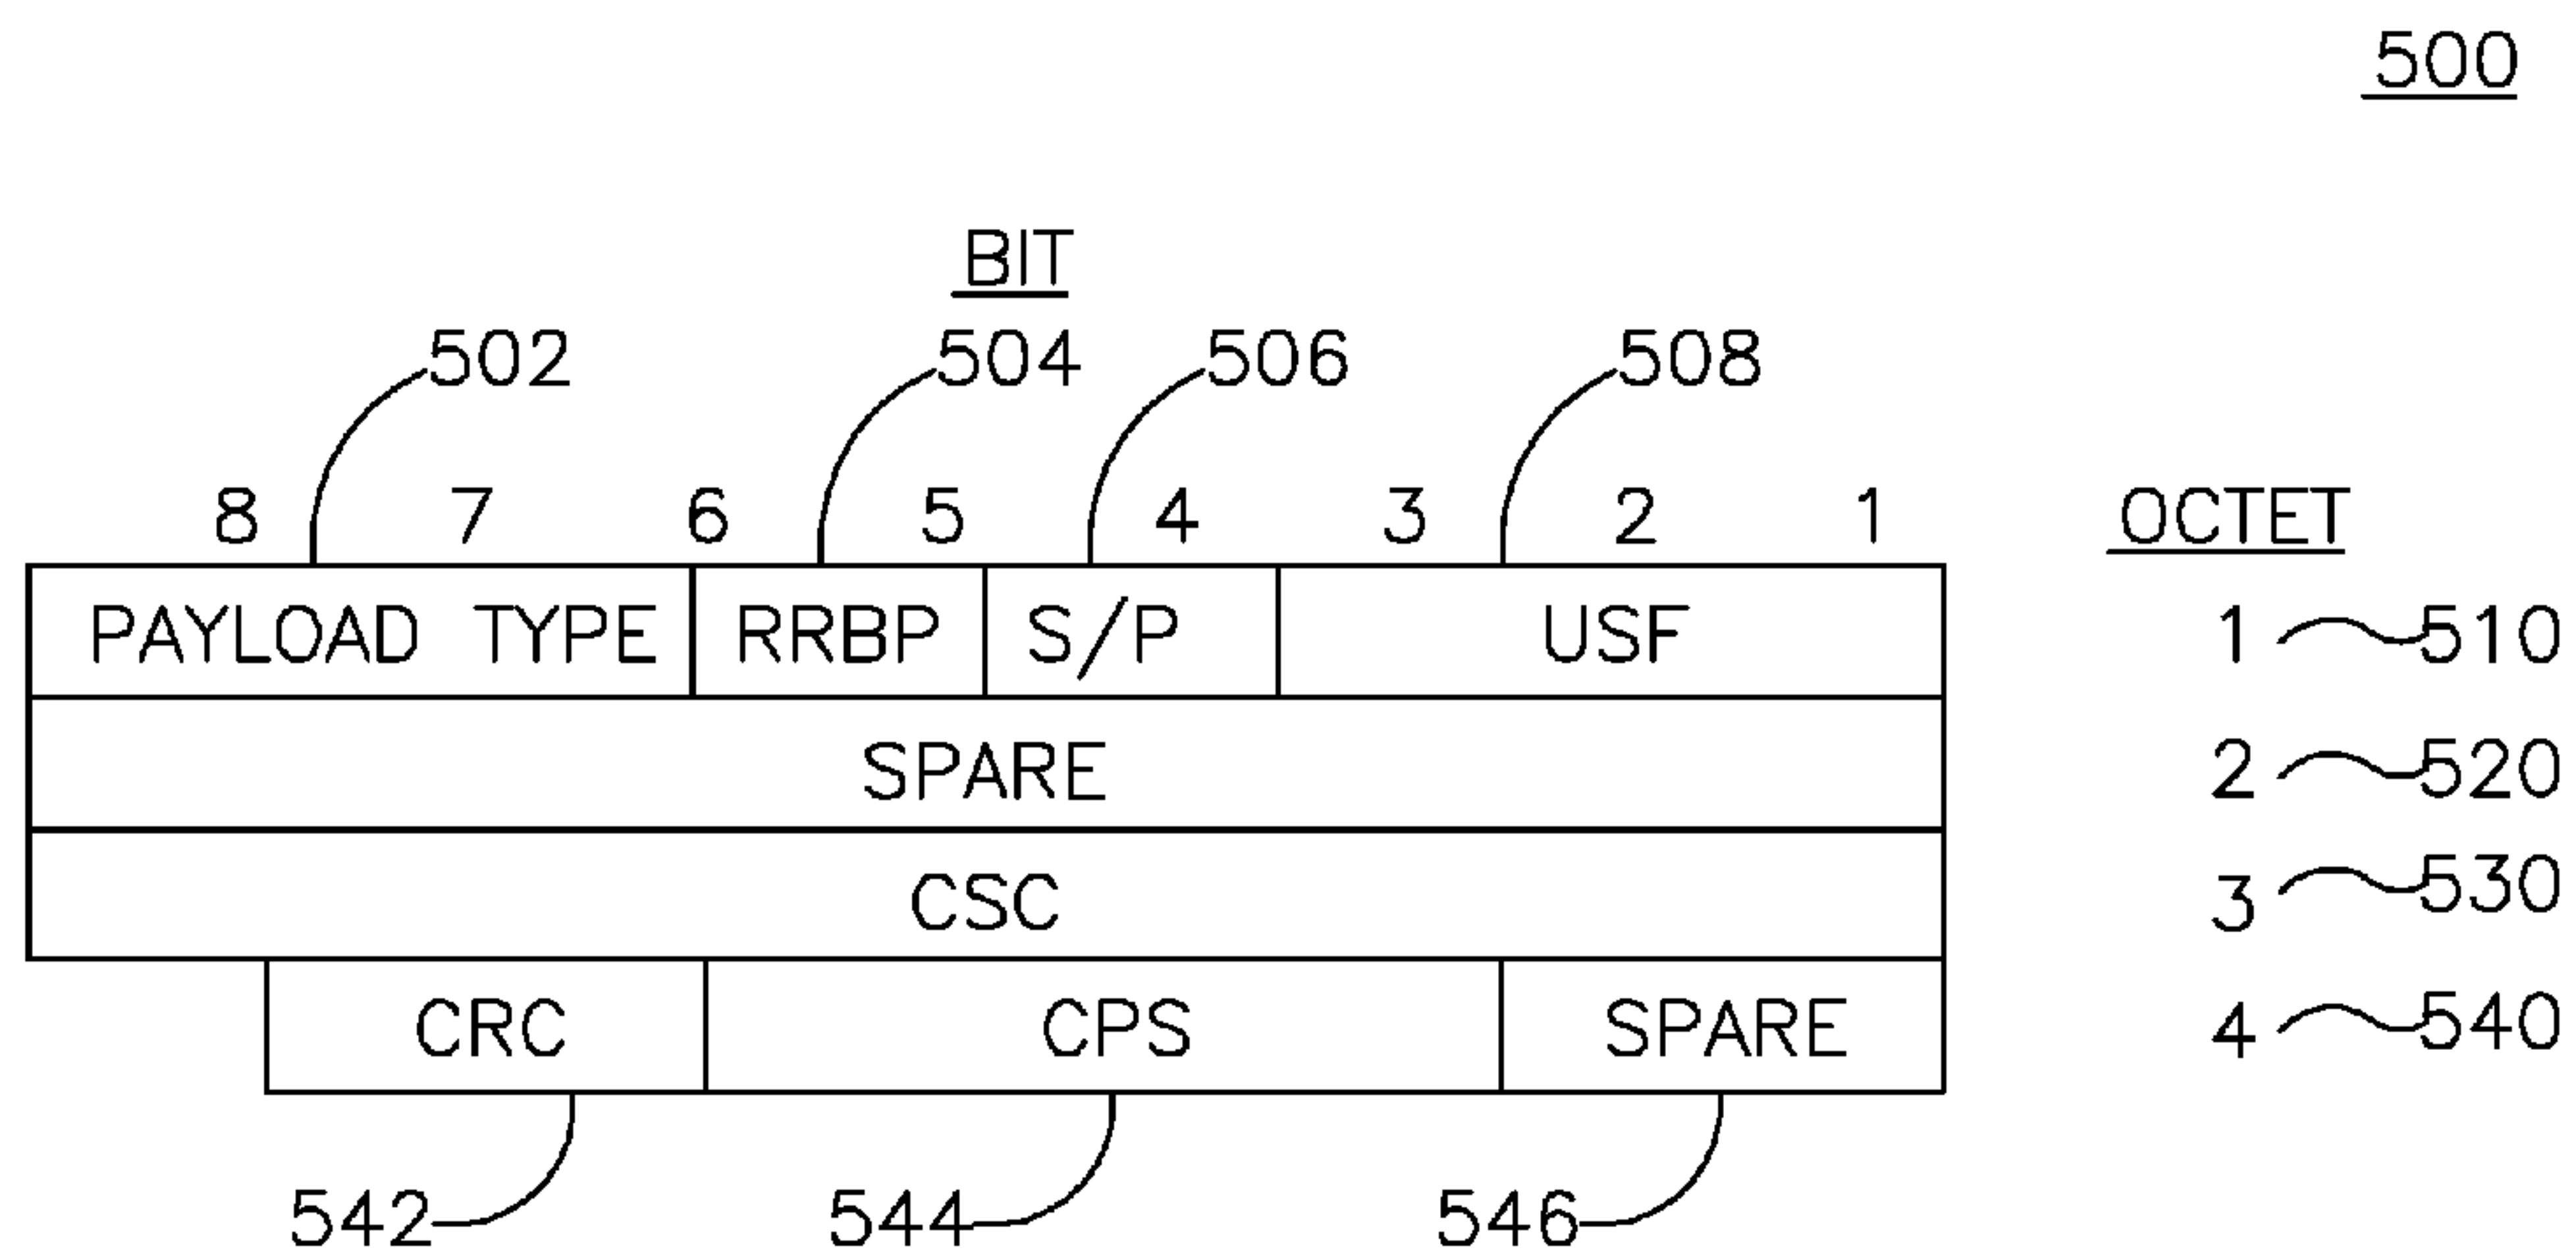 500
BIT
502 504 506 508
8 7 6 5 4 3 2 1 OCTET
PAYLOAD TYPE RRBP S/P USF 1 510
SPARE 2 520
CSC 3 530
CRC CPS SPARE 4 540
542 544 546